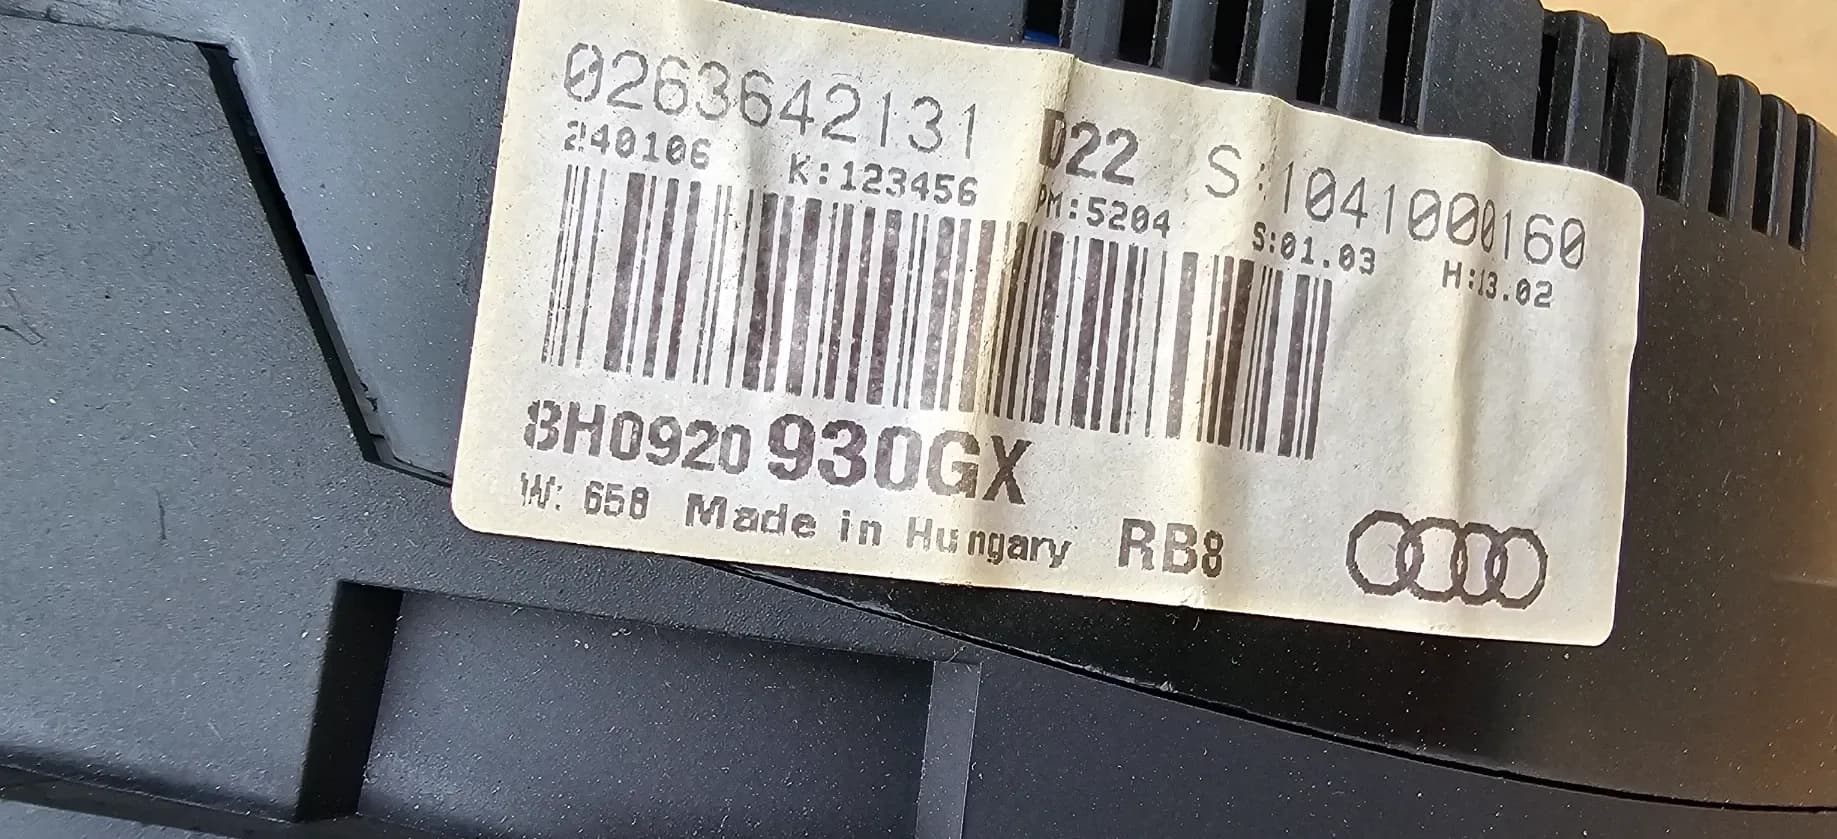 0263642131 D22 S:1041000160
240106 K:123456 PM:5204 S:01.03 H:13.02
8H0920 930GX
W: 658 Made in Hungary RB8